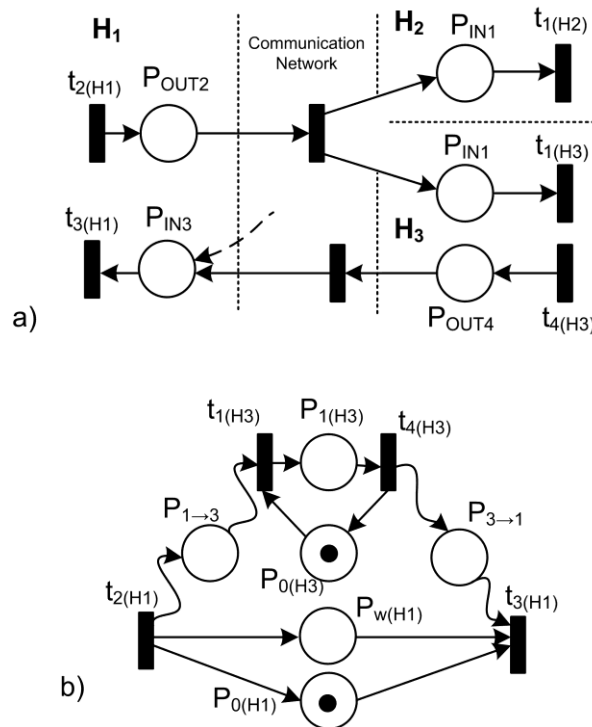 H1
Communication
Network
H2
PIN1
t1(H2)
t2(H1)
POUT2
PIN1
t1(H3)
t3(H1)
PIN3
H3
POUT4
t4(H3)
a)
t1(H3)
P1(H3)
t4(H3)
P1→3
P3→1
P0(H3)
t2(H1)
Pw(H1)
t3(H1)
P0(H1)
b)